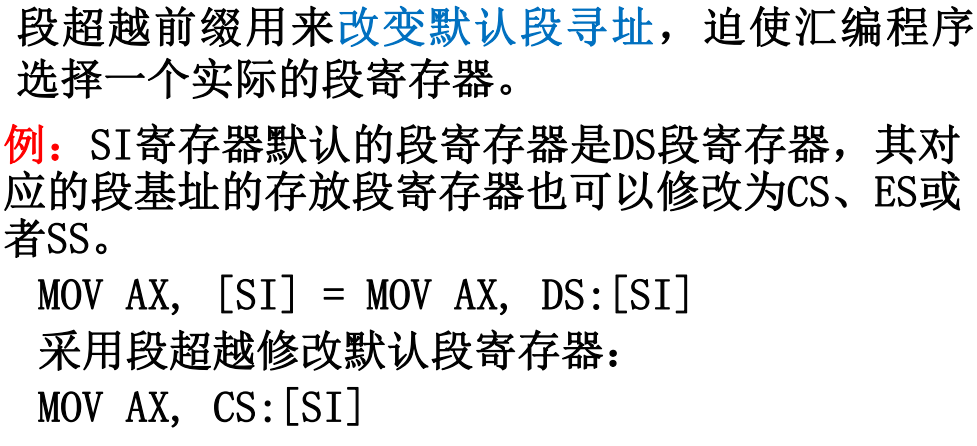 段超越前缀用来改变默认段寻址，迫使汇编程序
选择一个实际的段寄存器。
例：SI寄存器默认的段寄存器是DS段寄存器，其对
应的段基址的存放段寄存器也可以修改为CS、ES或
者SS。
MOV AX, [SI] = MOV AX, DS:[SI]
采用段超越修改默认段寄存器：
MOV AX, CS:[SI]